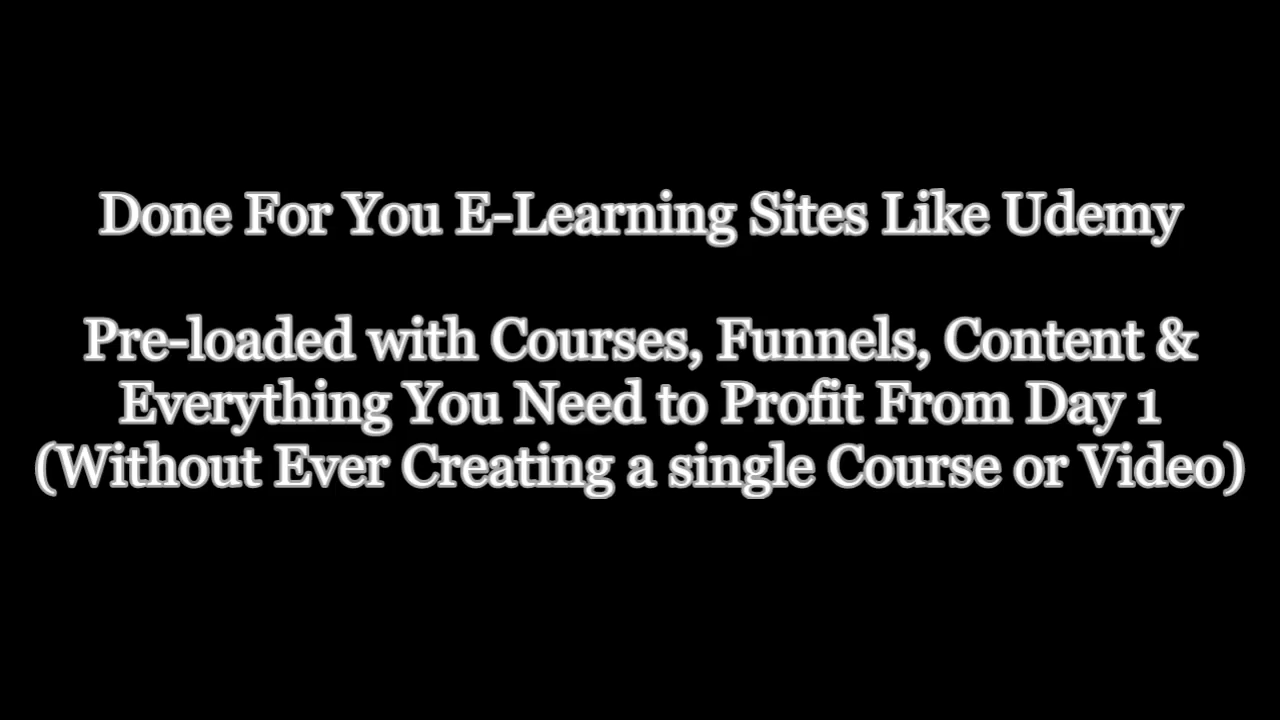 Done For You E-Learning Sites Like Udemy
Pre-loaded with Courses, Funnels, Content &
Everything You Need to Profit From Day 1
(Without Ever Creating a single Course or Video)